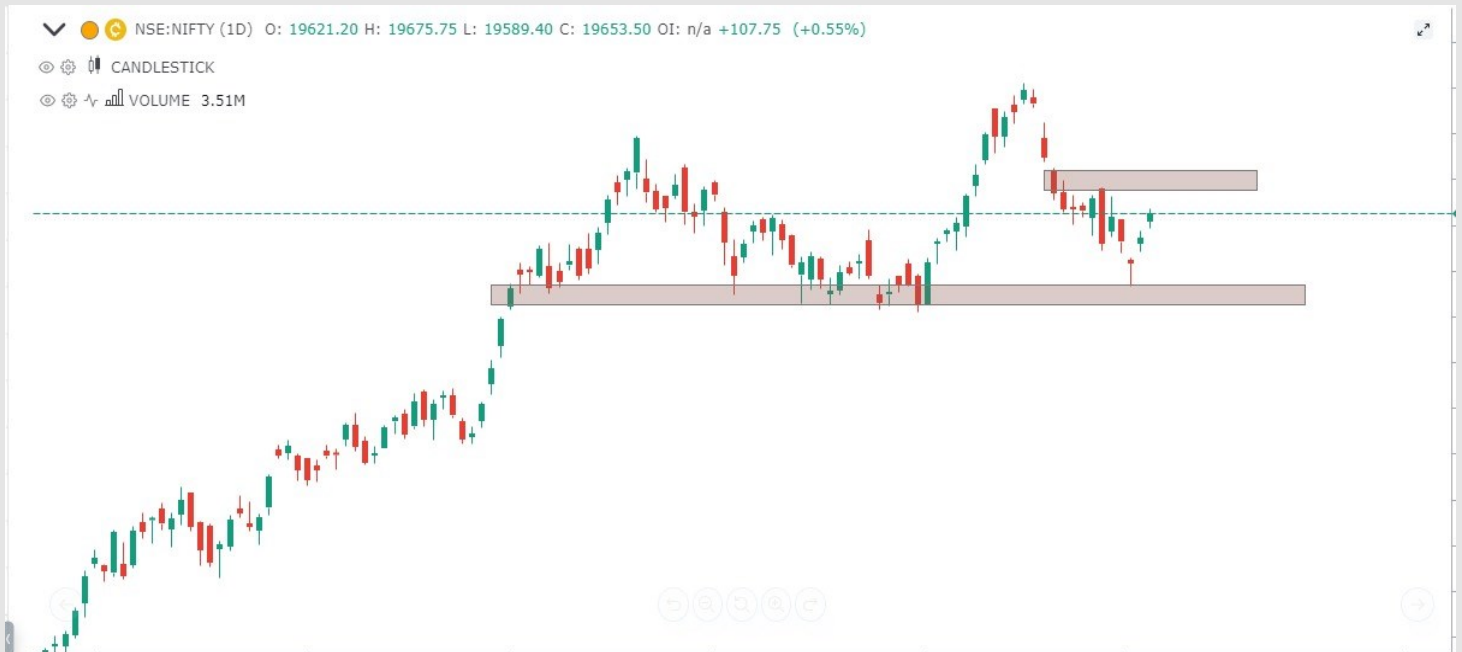 NSE:NIFTY (1D) O: 19621.20 H: 19675.75 L: 19589.40 C: 19653.50 OI: n/a +107.75 (+0.55%)
CANDLESTICK
VOLUME 3.51M